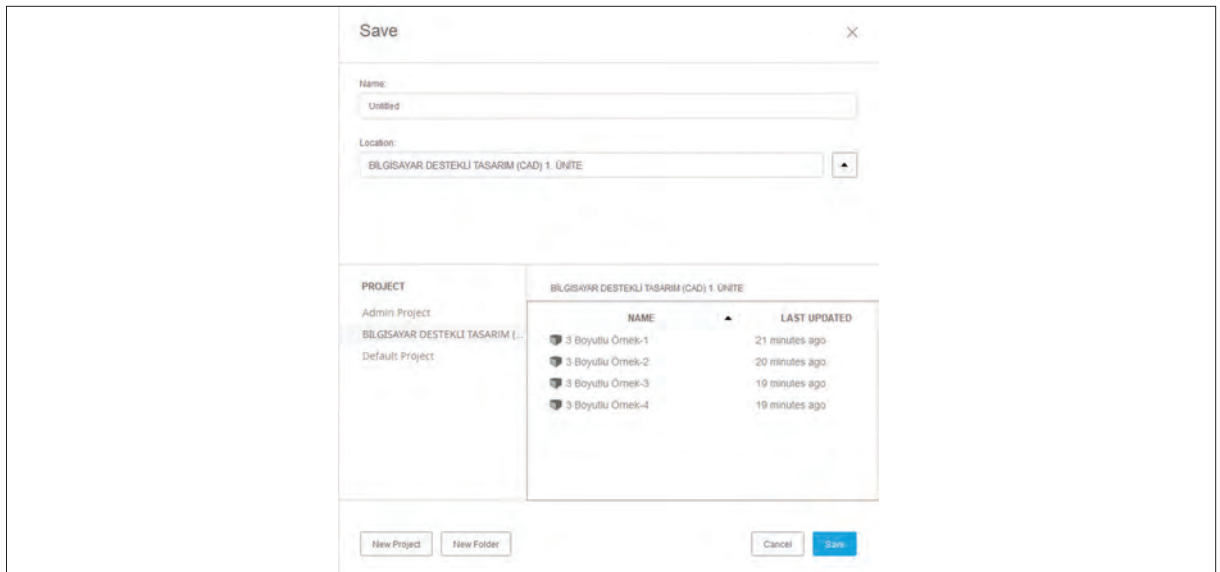 Save
Name:
Untitled
Location:
BİLGİSAYAR DESTEKLİ TASARIM (CAD) 1. ÜNİTE
PROJECT
Admin Project
BİLGİSAYAR DESTEKLİ TASARIM (...
Default Project
BİLGİSAYAR DESTEKLİ TASARIM (CAD) 1. ÜNİTE
NAME LAST UPDATED
3 Boyutlu Örnek-1 21 minutes ago
3 Boyutlu Örnek-2 20 minutes ago
3 Boyutlu Örnek-3 19 minutes ago
3 Boyutlu Örnek-4 19 minutes ago
New Project New Folder Cancel Save